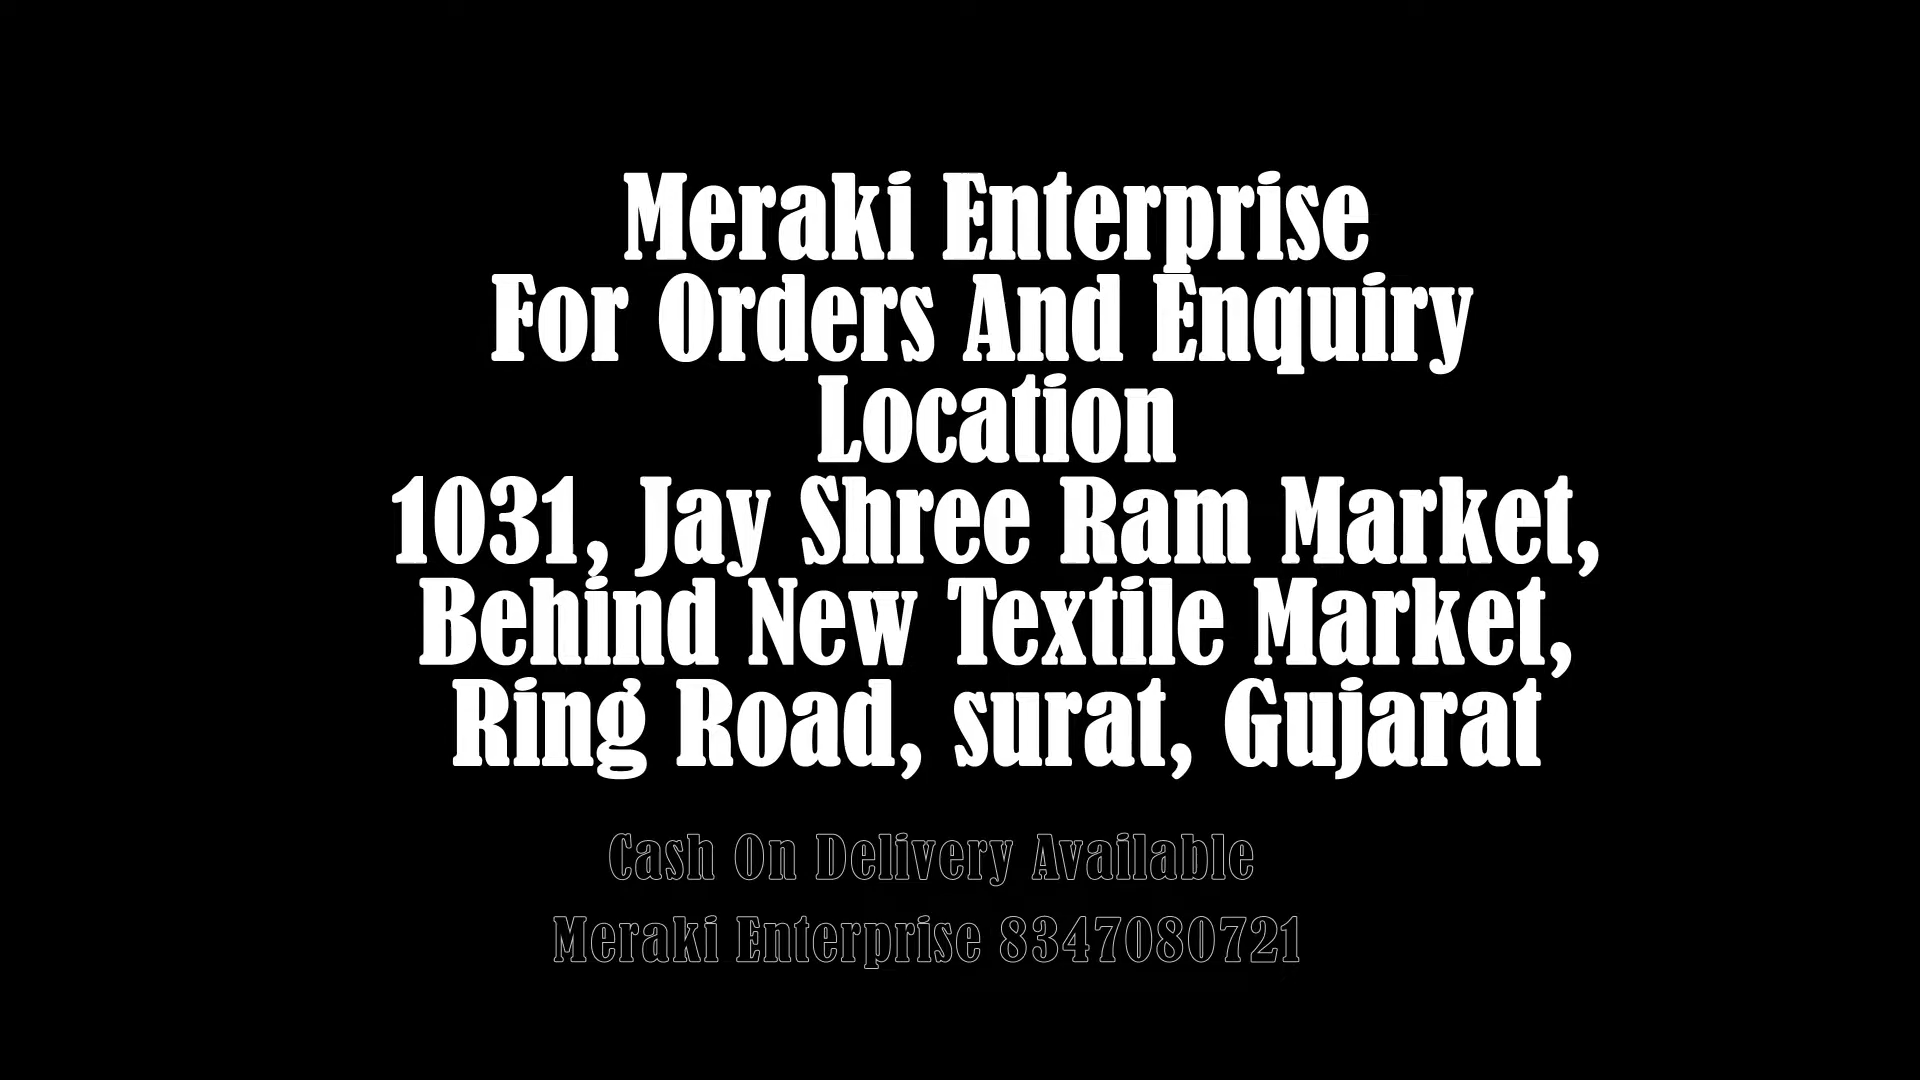 Meraki Enterprise
For Orders And Enquiry
Location
1031, Jay Shree Ram Market,
Behind New Textile Market,
Ring Road, surat, Gujarat
Cash On Delivery Available
Meraki Enterprise 8347080721